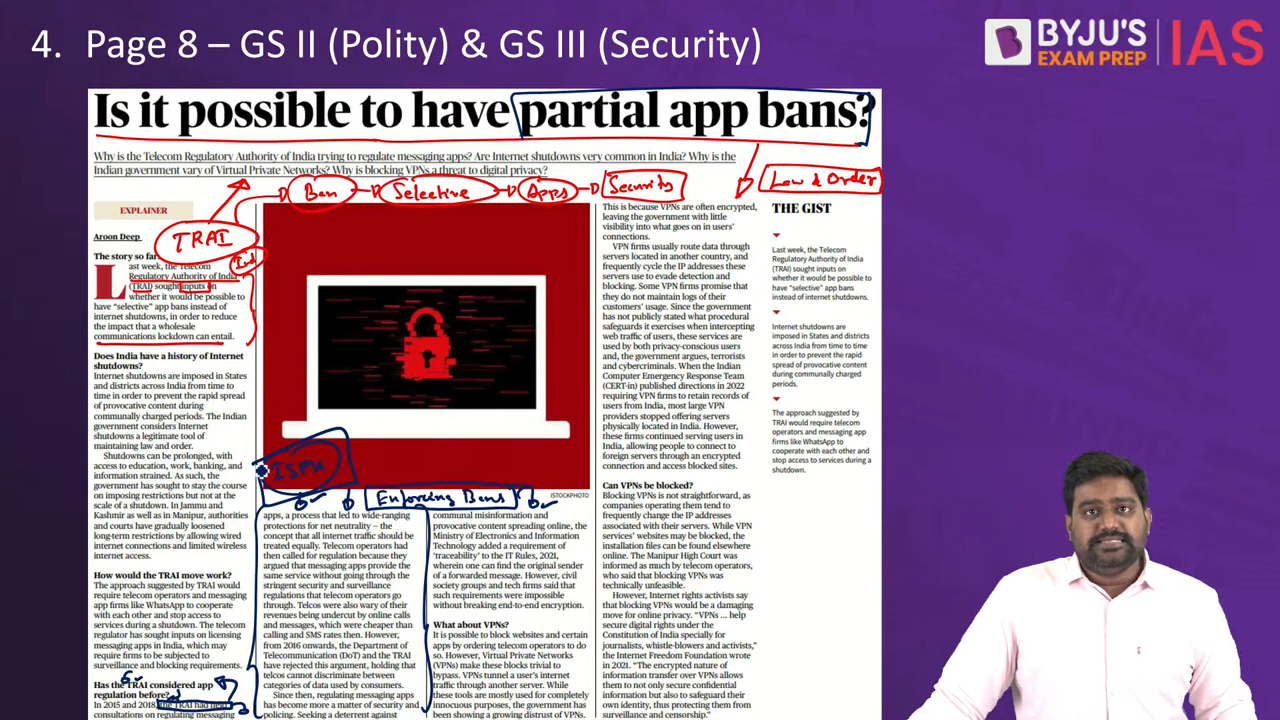 4. Page 8 – GS II (Polity) & GS III (Security)
BYJU'S
EXAM PREP
IAS
Is it possible to have partial app bans?
Why is the Telecom Regulatory Authority of India trying to regulate messaging apps? Are Internet shutdowns very common in India? Why is the
Indian government vary of Virtual Private Networks? Why is blocking VPNs a threat to digital privacy?
Ban
Selective
Apps
Security
Law & Order
TRAI
EXPLAINER
Aroon Deep
The story so far:
Last week, the Telecom
Regulatory Authority of India
(TRAI) sought inputs on
whether it would be possible to
have "selective" app bans instead of
internet shutdowns, in order to reduce
the impact that a wholesale
communications lockdown can entail.
Does India have a history of Internet
shutdowns?
Internet shutdowns are imposed in States
and districts across India from time to
time in order to prevent the rapid spread
of provocative content during
communally charged periods. The Indian
government considers Internet
shutdowns a legitimate tool of
maintaining law and order.
Shutdowns can be prolonged, with
access to education, work, banking, and
information strained. As such, the
government has sought to stay the course
on imposing restrictions but not at the
scale of a shutdown. In Jammu and
Kashmir as well as in Manipur, authorities
and courts have gradually loosened
long-term restrictions by allowing wired
internet connections and limited wireless
internet access.
How would the TRAI move work?
The approach suggested by TRAI would
require telecom operators and messaging
app firms like WhatsApp to cooperate
with each other and stop access to
services during a shutdown. The telecom
regulator has sought inputs on licensing
messaging apps in India, which may
require firms to be subjected to
surveillance and blocking requirements.
Has the TRAI considered app
regulation before?
In 2015 and 2018, the TRAI had held
consultations on regulating messaging
ISTOCKPHOTO
Enforcing Bans
apps, a process that led to wide-ranging
protections for net neutrality – the
concept that all internet traffic should be
treated equally. Telecom operators had
then called for regulation because they
argued that messaging apps provide the
same service without going through the
stringent security and surveillance
regulations that telecom operators go
through. Telcos were also wary of their
revenues being undercut by online calls
and messages, which were cheaper than
calling and SMS rates then. However,
from 2016 onwards, the Department of
Telecommunication (DoT) and the TRAI
have rejected this argument, holding that
telcos cannot discriminate between
categories of data used by consumers.
Since then, regulating messaging apps
has become more a matter of security and
policing. Seeking a deterrent against
communal misinformation and
provocative content spreading online, the
Ministry of Electronics and Information
Technology added a requirement of
'traceability' to the IT Rules, 2021,
wherein one can find the original sender
of a forwarded message. However, civil
society groups and tech firms said that
such requirements were impossible
without breaking end-to-end encryption.
What about VPNs?
It is possible to block websites and certain
apps by ordering telecom operators to do
so. However, Virtual Private Networks
(VPNs) make these blocks trivial to
bypass. VPNs tunnel a user's internet
traffic through another server. While
these tools are mostly used for completely
innocuous purposes, the government has
been showing a growing distrust of VPNs.
This is because VPNs are often encrypted,
leaving the government with little
visibility into what goes on in users'
connections.
VPN firms usually route data through
servers located in another country, and
frequently cycle the IP addresses these
servers use to evade detection and
blocking. Some VPN firms promise that
they do not maintain logs of their
customers' usage. Since the government
has not publicly stated what procedural
safeguards it exercises when intercepting
web traffic of users, these services are
used by both privacy-conscious users
and, the government argues, terrorists
and cybercriminals. When the Indian
Computer Emergency Response Team
(CERT-in) published directions in 2022
requiring VPN firms to retain records of
users from India, most large VPN
providers stopped offering servers
physically located in India. However,
these firms continued serving users in
India, allowing people to connect to
foreign servers through an encrypted
connection and access blocked sites.
Can VPNs be blocked?
Blocking VPNs is not straightforward, as
companies operating them tend to
frequently change the IP addresses
associated with their servers. While VPN
services' websites may be blocked, the
installation files can be found elsewhere
online. The Manipur High Court was
informed as much by telecom operators,
who said that blocking VPNs was
technically unfeasible.
However, Internet rights activists say
that blocking VPNs would be a damaging
move for online privacy. "VPNs ... help
secure digital rights under the
Constitution of India specially for
journalists, whistle-blowers and activists,"
the Internet Freedom Foundation wrote
in 2021. "The encrypted nature of
information transfer over VPNs allows
them to not only secure confidential
information but also to safeguard their
own identity, thus protecting them from
surveillance and censorship."
THE GIST
Last week, the Telecom
Regulatory Authority of India
(TRAI) sought inputs on
whether it would be possible to
have "selective" app bans
instead of internet shutdowns.
Internet shutdowns are
imposed in States and districts
across India from time to time
in order to prevent the rapid
spread of provocative content
during communally charged
periods.
The approach suggested by
TRAI would require telecom
operators and messaging app
firms like WhatsApp to
cooperate with each other and
stop access to services during a
shutdown.